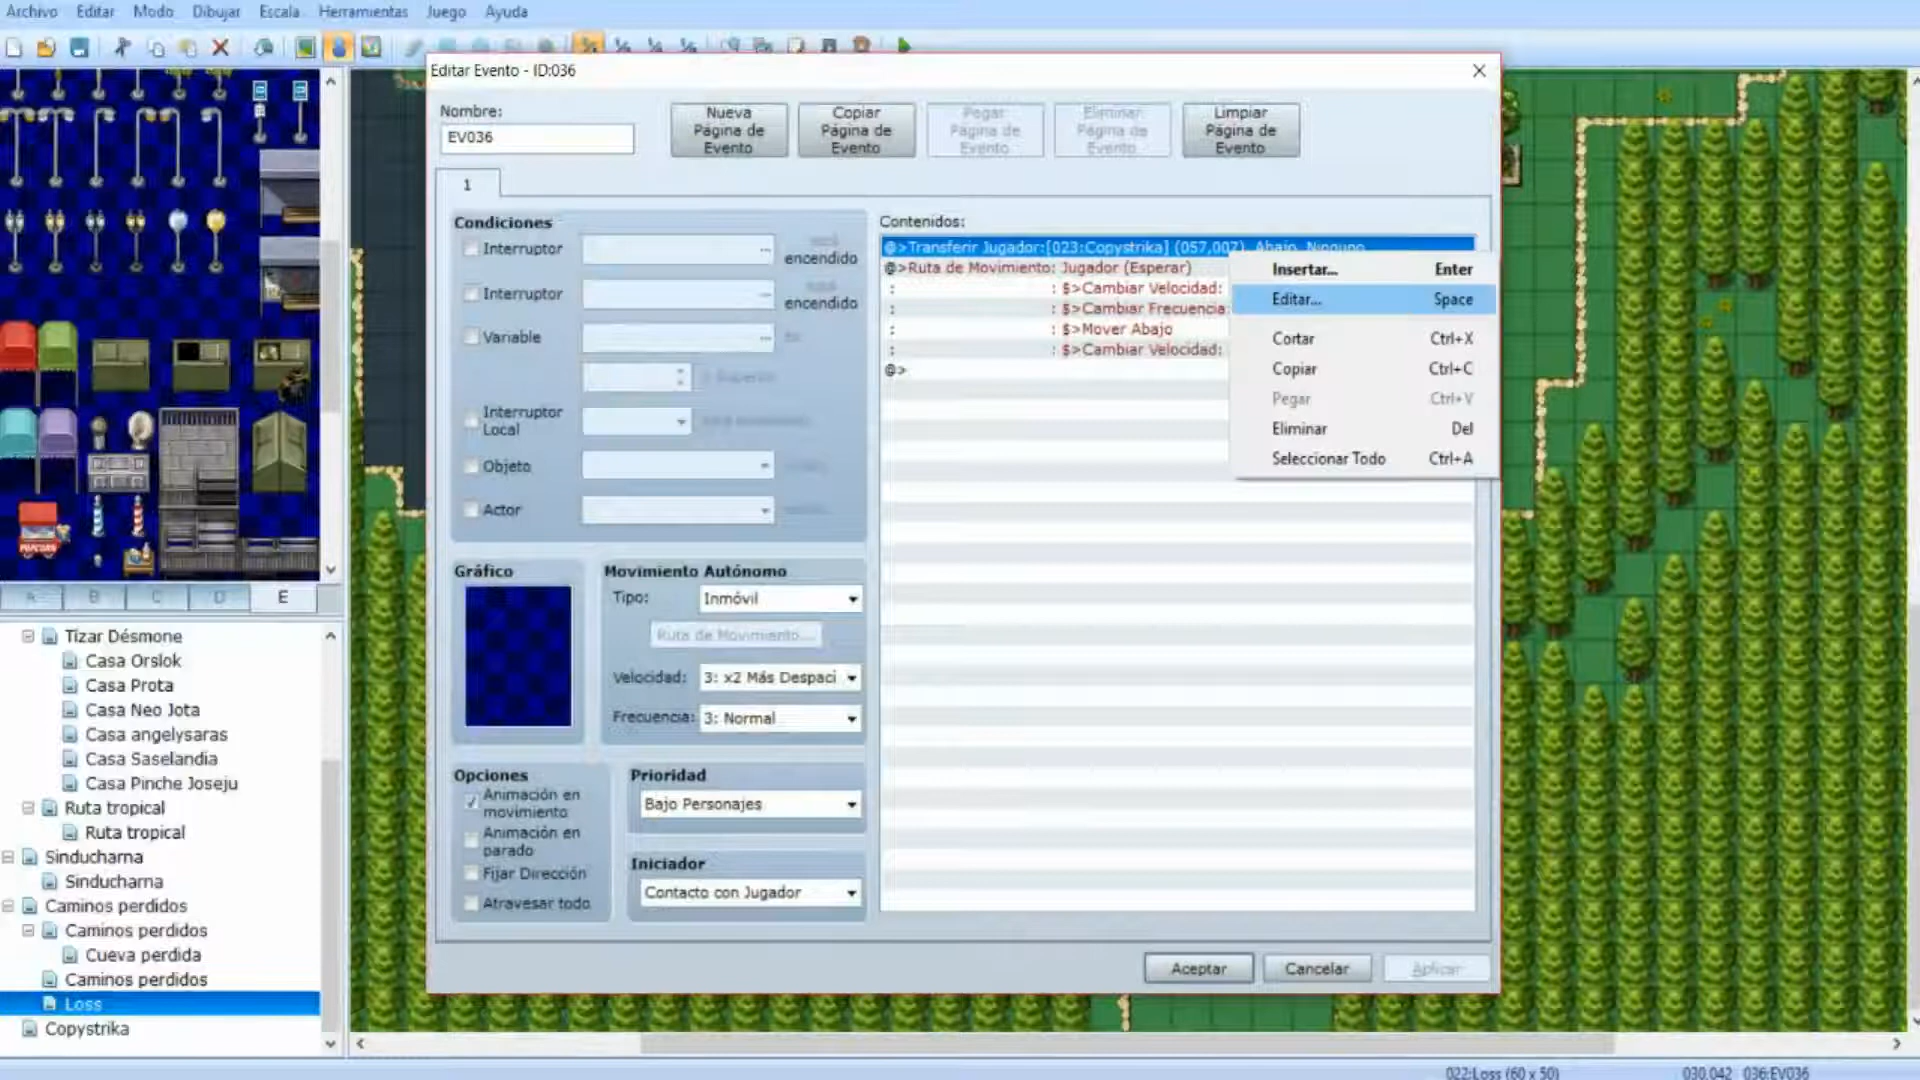 Archivo Editar Modo Dibujar Escala Herramientas Juego Ayuda
Editar Evento - ID:036
Nombre:
EV036
Nueva Página de Evento
Copiar Página de Evento
Pegar Página de Evento
Eliminar Página de Evento
Limpiar Página de Evento
1
Condiciones
Interruptor ... encendido
Interruptor ... encendido
Variable ...
Interruptor Local
Objeto
Actor
Gráfico
Movimiento Autónomo
Tipo: Inmóvil
Ruta de Movimiento...
Velocidad: 3: x2 Más Despaci
Frecuencia: 3: Normal
Opciones
Animación en movimiento
Animación en parado
Fijar Dirección
Atravesar todo
Prioridad
Bajo Personajes
Iniciador
Contacto con Jugador
Contenidos:
@>Transferir Jugador:[023:Copystrika] (057,007), Abajo, Ninguno
@>Ruta de Movimiento: Jugador (Esperar)
: : $>Cambiar Velocidad:
: : $>Cambiar Frecuencia
: : $>Mover Abajo
: : $>Cambiar Velocidad:
@>
Insertar... Enter
Editar... Space
Cortar Ctrl+X
Copiar Ctrl+C
Pegar Ctrl+V
Eliminar Del
Seleccionar Todo Ctrl+A
Aceptar Cancelar Aplicar
POPCORN
A B C D E
Tizar Désmone
Casa Orslok
Casa Prota
Casa Neo Jota
Casa angelysaras
Casa Saselandia
Casa Pinche Joseju
Ruta tropical
Ruta tropical
Sinducharna
Sinducharna
Caminos perdidos
Caminos perdidos
Cueva perdida
Caminos perdidos
Loss
Copystrika
022:Loss (60 x 50) 030,042 036:EV036